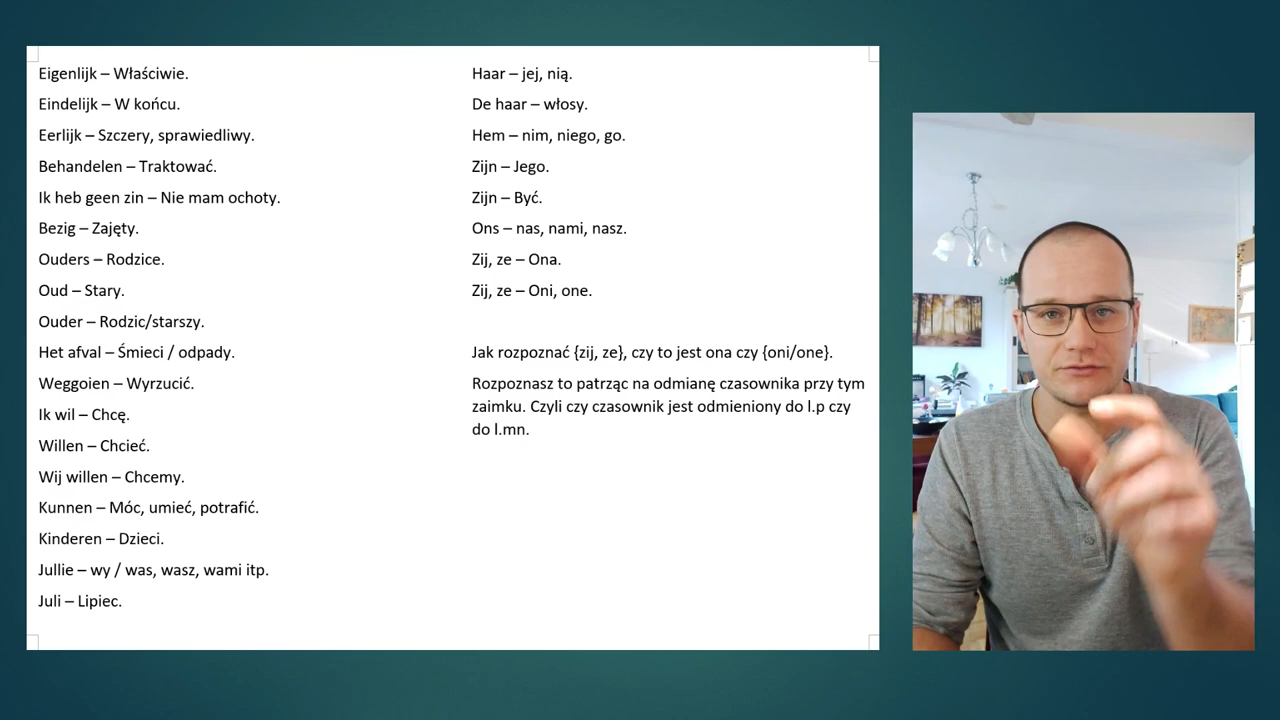 Eigenlijk – Właściwie.
Eindelijk – W końcu.
Eerlijk – Szczery, sprawiedliwy.
Behandelen – Traktować.
Ik heb geen zin – Nie mam ochoty.
Bezig – Zajęty.
Ouders – Rodzice.
Oud – Stary.
Ouder – Rodzic/starszy.
Het afval – Śmieci / odpady.
Weggoien – Wyrzucić.
Ik wil – Chcę.
Willen – Chcieć.
Wij willen – Chcemy.
Kunnen – Móc, umieć, potrafić.
Kinderen – Dzieci.
Jullie – wy / was, wasz, wami itp.
Juli – Lipiec.
Haar – jej, nią.
De haar – włosy.
Hem – nim, niego, go.
Zijn – Jego.
Zijn – Być.
Ons – nas, nami, nasz.
Zij, ze – Ona.
Zij, ze – Oni, one.
Jak rozpoznać {zij, ze}, czy to jest ona czy {oni/one}.
Rozpoznasz to patrząc na odmianę czasownika przy tym
zaimku. Czyli czy czasownik jest odmieniony do l.p czy
do l.mn.